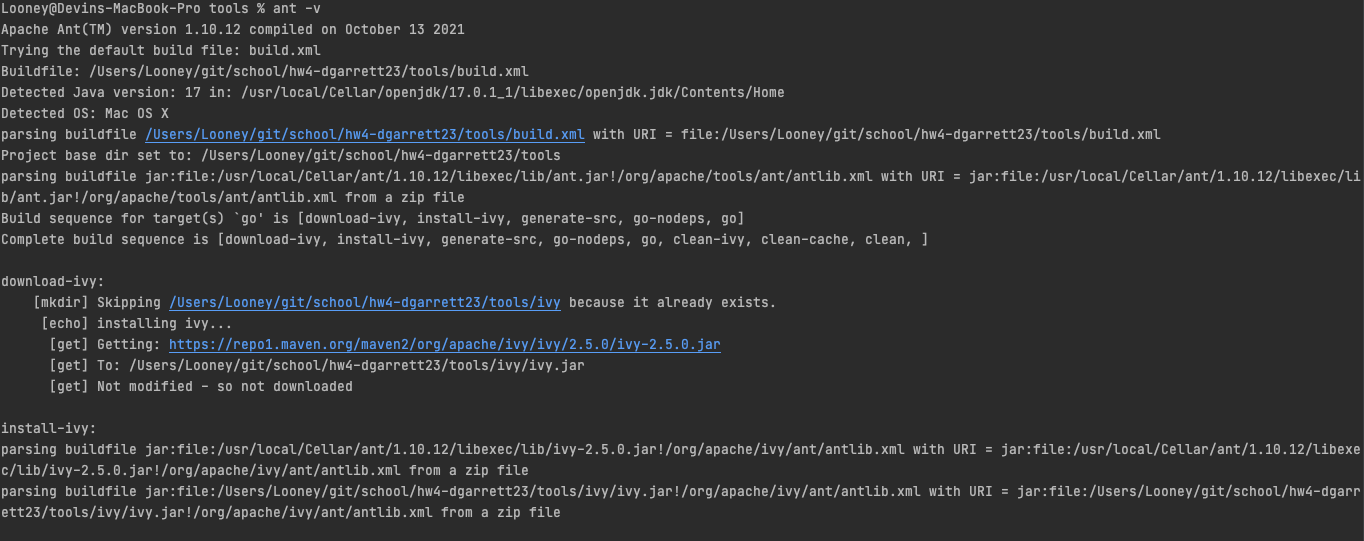 Looney@Devins-MacBook-Pro tools % ant -v
Apache Ant(TM) version 1.10.12 compiled on October 13 2021
Trying the default build file: build.xml
Buildfile: /Users/Looney/git/school/hw4-dgarrett23/tools/build.xml
Detected Java version: 17 in: /usr/local/Cellar/openjdk/17.0.1_1/libexec/openjdk.jdk/Contents/Home
Detected OS: Mac OS X
parsing buildfile /Users/Looney/git/school/hw4-dgarrett23/tools/build.xml with URI = file:/Users/Looney/git/school/hw4-dgarrett23/tools/build.xml
Project base dir set to: /Users/Looney/git/school/hw4-dgarrett23/tools
parsing buildfile jar:file:/usr/local/Cellar/ant/1.10.12/libexec/lib/ant.jar!/org/apache/tools/ant/antlib.xml with URI = jar:file:/usr/local/Cellar/ant/1.10.12/libexec/li
b/ant.jar!/org/apache/tools/ant/antlib.xml from a zip file
Build sequence for target(s) `go' is [download-ivy, install-ivy, generate-src, go-nodeps, go]
Complete build sequence is [download-ivy, install-ivy, generate-src, go-nodeps, go, clean-ivy, clean-cache, clean, ]

download-ivy:
    [mkdir] Skipping /Users/Looney/git/school/hw4-dgarrett23/tools/ivy because it already exists.
     [echo] installing ivy...
      [get] Getting: https://repo1.maven.org/maven2/org/apache/ivy/ivy/2.5.0/ivy-2.5.0.jar
      [get] To: /Users/Looney/git/school/hw4-dgarrett23/tools/ivy/ivy.jar
      [get] Not modified - so not downloaded

install-ivy:
parsing buildfile jar:file:/usr/local/Cellar/ant/1.10.12/libexec/lib/ivy-2.5.0.jar!/org/apache/ivy/ant/antlib.xml with URI = jar:file:/usr/local/Cellar/ant/1.10.12/libexe
c/lib/ivy-2.5.0.jar!/org/apache/ivy/ant/antlib.xml from a zip file
parsing buildfile jar:file:/Users/Looney/git/school/hw4-dgarrett23/tools/ivy/ivy.jar!/org/apache/ivy/ant/antlib.xml with URI = jar:file:/Users/Looney/git/school/hw4-dgarr
ett23/tools/ivy/ivy.jar!/org/apache/ivy/ant/antlib.xml from a zip file